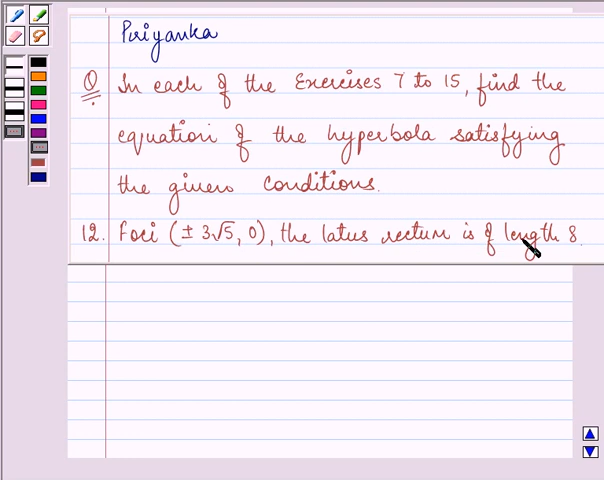 Priyanka
Q In each of the Exercises 7 to 15, find the
equation of the hyperbola satisfying
the given conditions.
12. Foci (± 3√5, 0), the latus rectum is of length 8.